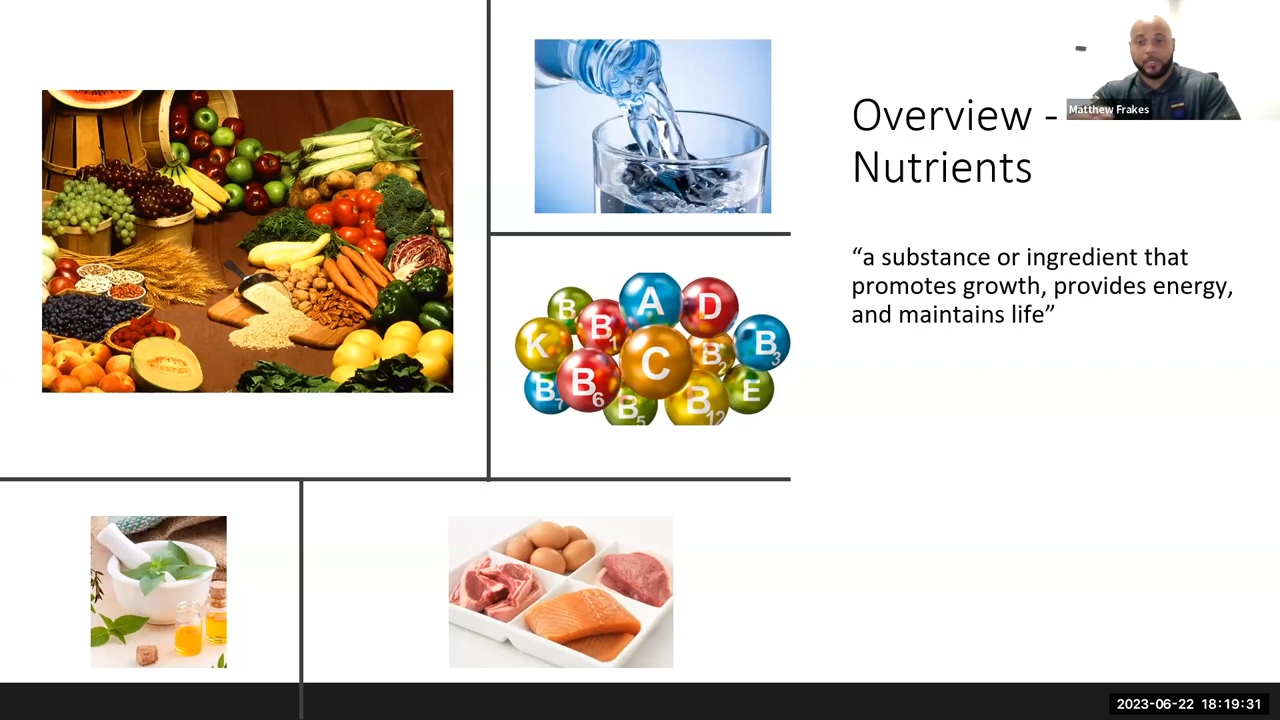 Overview -
Nutrients
Matthew Frakes
“a substance or ingredient that
promotes growth, provides energy,
and maintains life”
B
B1
A
D
K
C
B2
B3
B7
B6
B5
B12
E
2023-06-22 18:19:31